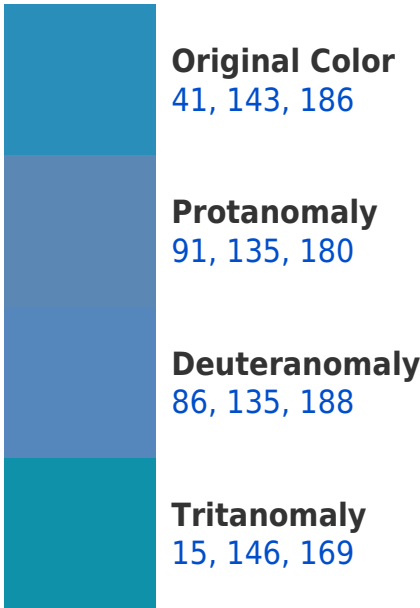 Original Color
41, 143, 186
Protanomaly
91, 135, 180
Deuteranomaly
86, 135, 188
Tritanomaly
15, 146, 169